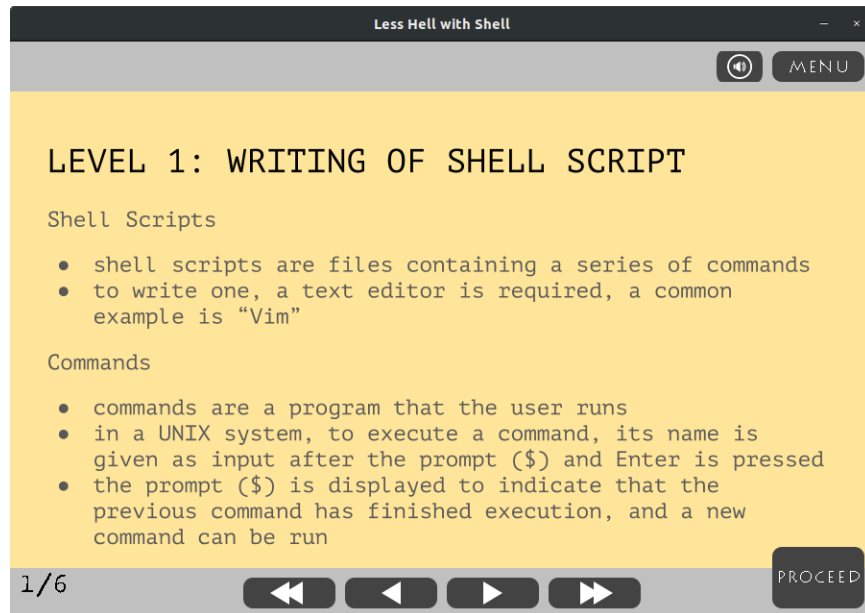 Less Hell with Shell
MENU
LEVEL 1: WRITING OF SHELL SCRIPT
Shell Scripts
● shell scripts are files containing a series of commands
● to write one, a text editor is required, a common
example is “Vim”
Commands
● commands are a program that the user runs
● in a UNIX system, to execute a command, its name is
given as input after the prompt ($) and Enter is pressed
● the prompt ($) is displayed to indicate that the
previous command has finished execution, and a new
command can be run
1/6
PROCEED